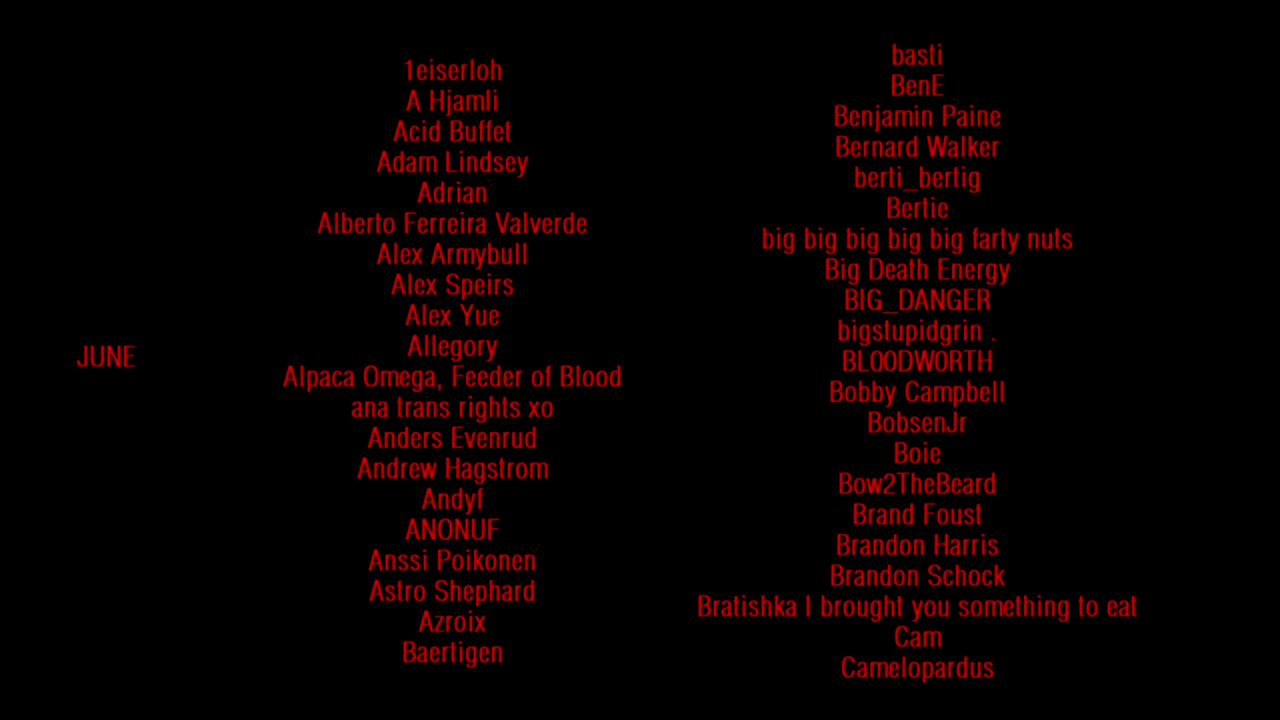 JUNE
1eiserloh
A Hjamli
Acid Buffet
Adam Lindsey
Adrian
Alberto Ferreira Valverde
Alex Armybull
Alex Speirs
Alex Yue
Allegory
Alpaca Omega, Feeder of Blood
ana trans rights xo
Anders Evenrud
Andrew Hagstrom
Andyf
ANONUF
Anssi Poikonen
Astro Shephard
Azroix
Baertigen
basti
BenE
Benjamin Paine
Bernard Walker
berti_bertig
Bertie
big big big big big farty nuts
Big Death Energy
BIG_DANGER
bigstupidgrin .
BLOODWORTH
Bobby Campbell
BobsenJr
Boie
Bow2TheBeard
Brand Foust
Brandon Harris
Brandon Schock
Bratishka I brought you something to eat
Cam
Camelopardus